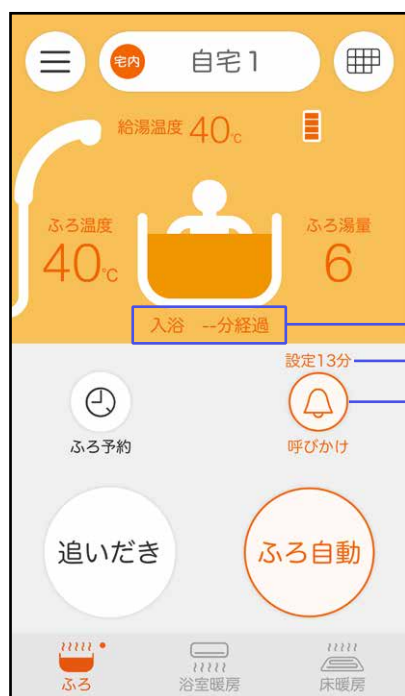 宅内 自宅1
給湯温度 40℃
ふろ温度
40℃
ふろ湯量
6
入浴 --分経過
設定13分
ふろ予約
呼びかけ
追いだき
ふろ自動
ふろ
浴室暖房
床暖房